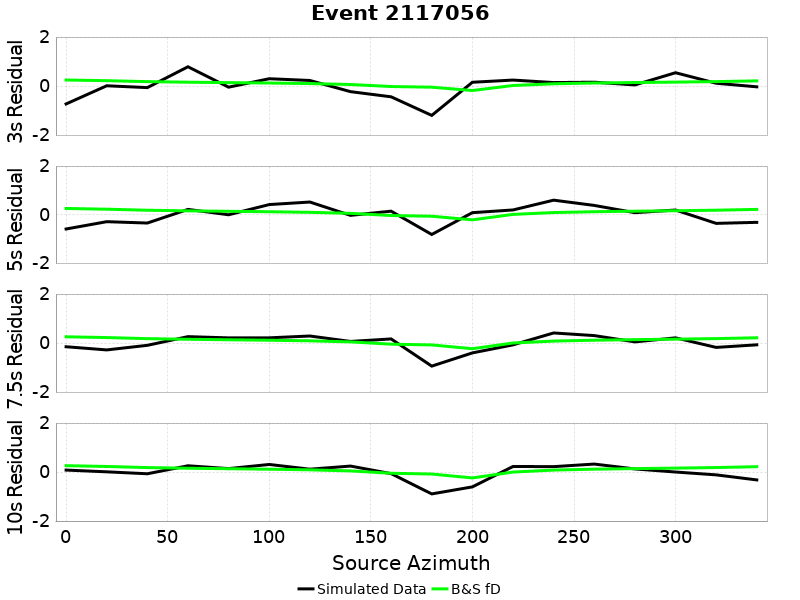 Event 2117056
3s Residual
2
0
-2
5s Residual
2
0
-2
7.5s Residual
2
0
-2
10s Residual
2
0
-2
0 50 100 150 200 250 300
Source Azimuth
Simulated Data B&S fD